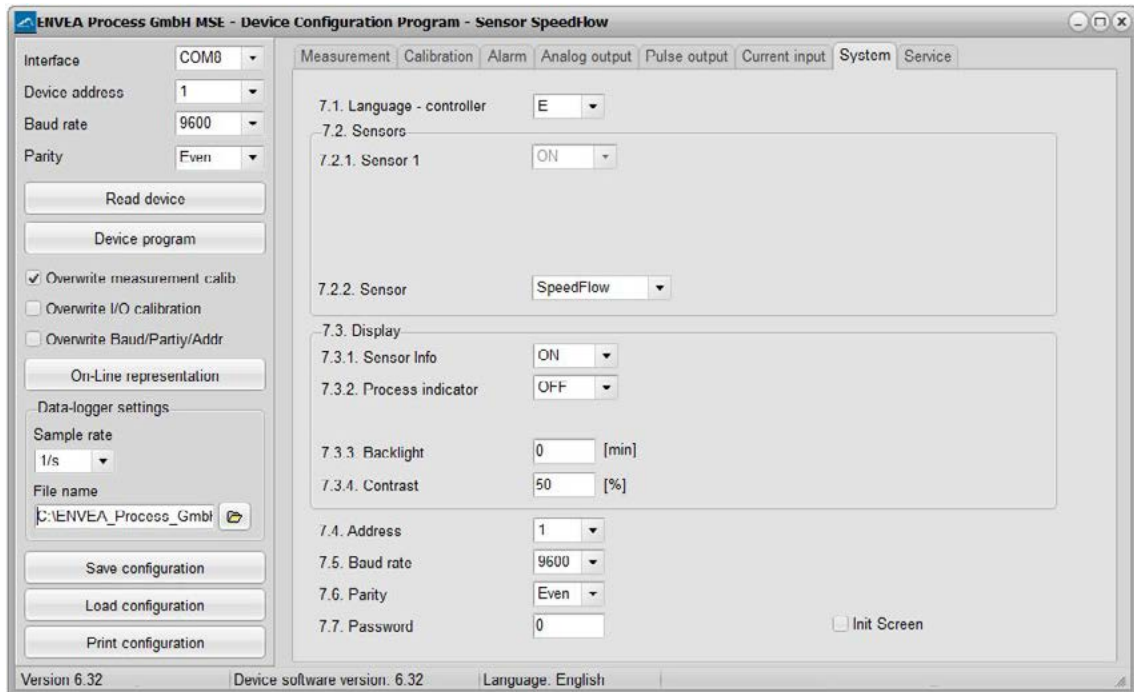 ENVEA Process GmbH MSE - Device Configuration Program - Sensor SpeedFlow
Interface
COM8
Device address
1
Baud rate
9600
Parity
Even
Read device
Device program
Overwrite measurement calib.
Overwrite I/O calibration
Overwrite Baud/Partiy/Addr.
On-Line representation
Data-logger settings
Sample rate
1/s
File name
C:\ENVEA_Process_GmbH
Save configuration
Load configuration
Print configuration
Measurement Calibration Alarm Analog output Pulse output Current input System Service
7.1. Language - controller
E
7.2. Sensors
7.2.1. Sensor 1
ON
7.2.2. Sensor
SpeedFlow
7.3. Display
7.3.1. Sensor Info
ON
7.3.2. Process indicator
OFF
7.3.3. Backlight
0 [min]
7.3.4. Contrast
50 [%]
7.4. Address
1
7.5. Baud rate
9600
7.6. Parity
Even
7.7. Password
0
Init Screen
Version 6.32
Device software version. 6.32
Language. English